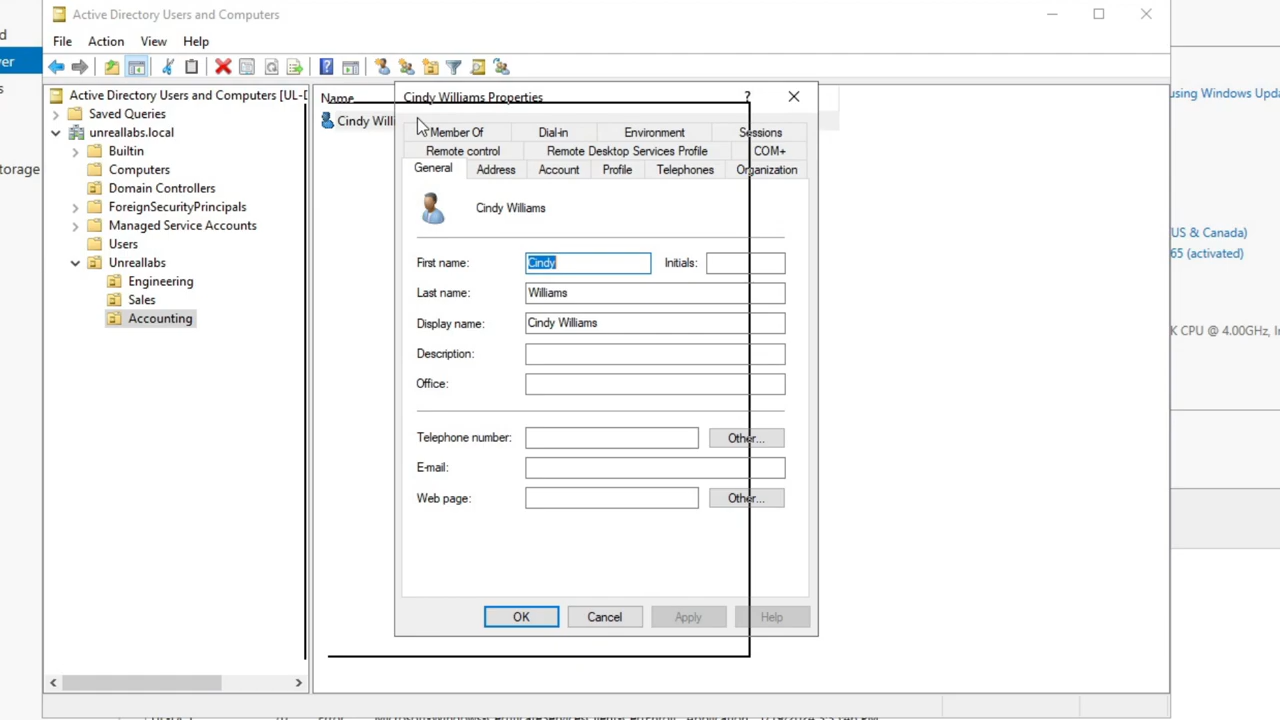 Active Directory Users and Computers
File Action View Help
Active Directory Users and Computers [UL-D
Saved Queries
unreallabs.local
Builtin
Computers
Domain Controllers
ForeignSecurityPrincipals
Managed Service Accounts
Users
Unreallabs
Engineering
Sales
Accounting
Name
Cindy Willi
Cindy Williams Properties
?
Member Of Dial-in Environment Sessions
Remote control Remote Desktop Services Profile COM+
General Address Account Profile Telephones Organization
Cindy Williams
First name: Cindy Initials:
Last name: Williams
Display name: Cindy Williams
Description:
Office:
Telephone number: Other...
E-mail:
Web page: Other...
OK Cancel Apply Help
d
ver
s
torage
using Windows Upda
US & Canada)
65 (activated)
K CPU @ 4.00GHz, In